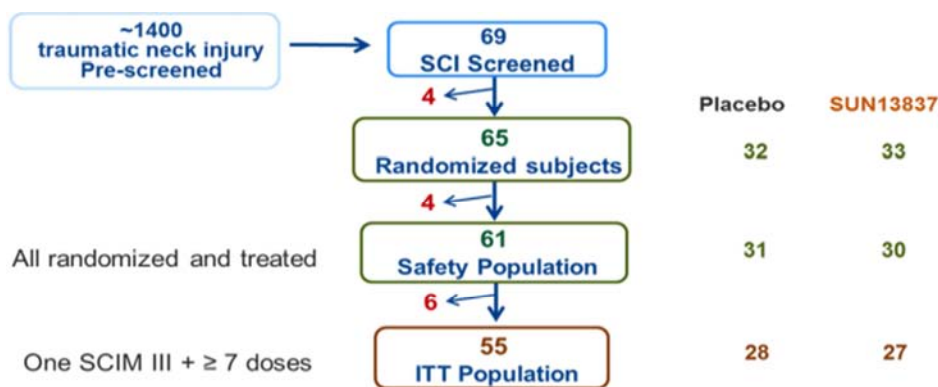 ~1400
traumatic neck injury
Pre-screened
69
SCI Screened
4
Placebo SUN13837
65
Randomized subjects
32 33
4
All randomized and treated
61
Safety Population
31 30
6
One SCIM III + ≥ 7 doses
55
ITT Population
28 27